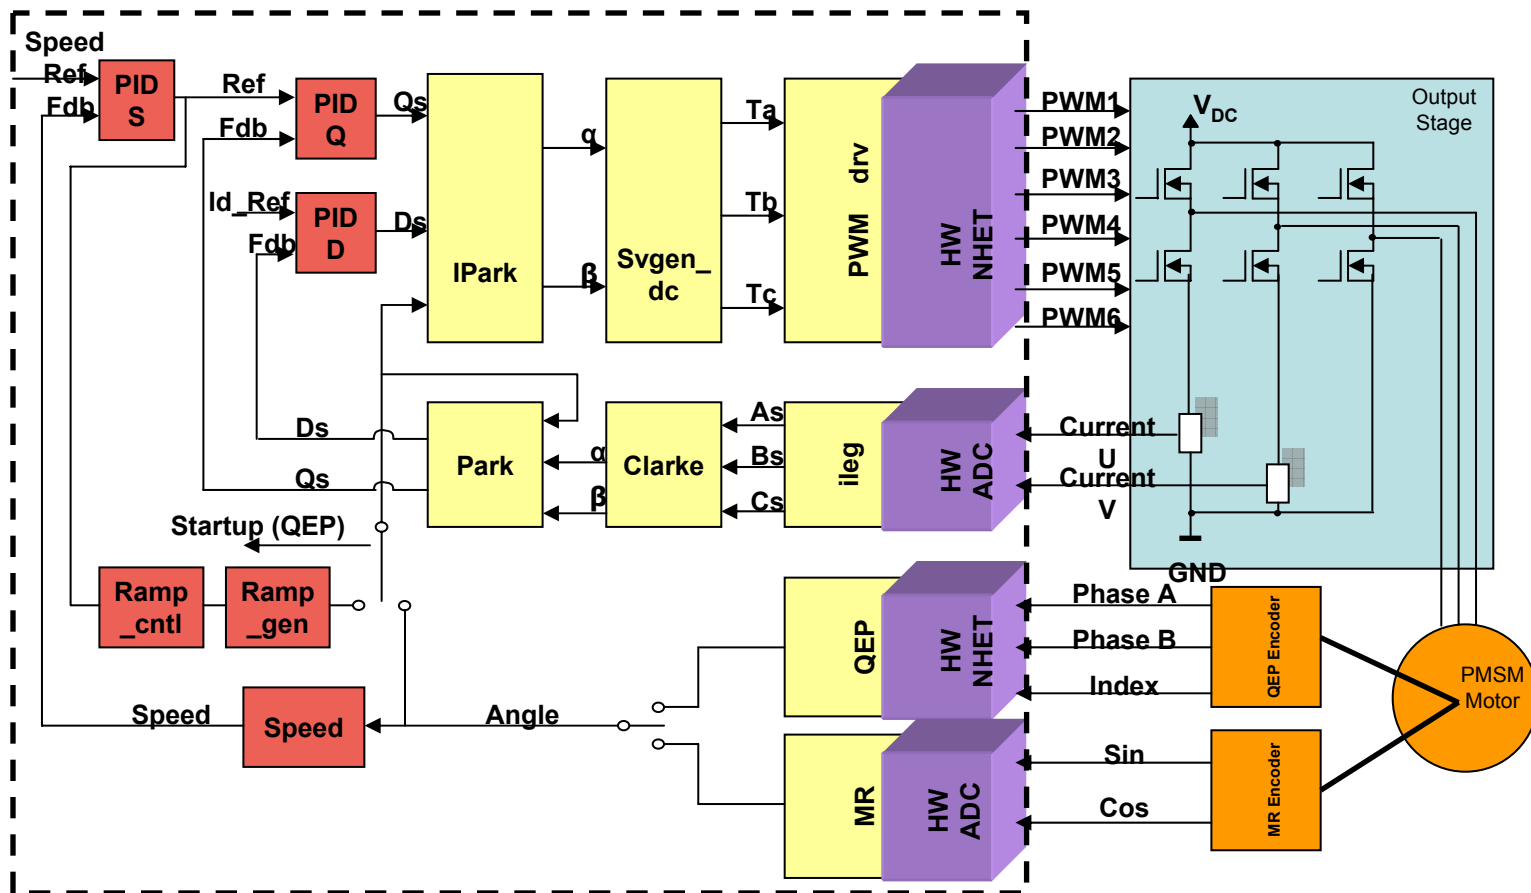 Speed
Ref
Fdb
PID
S
Ref
Fdb
PID
Q
Qs
Id_Ref
Fdb
PID
D
Ds
IPark
α
β
Svgen_
dc
Ta
Tb
Tc
PWM drv
HW
NHET
PWM1
PWM2
PWM3
PWM4
PWM5
PWM6
Output
Stage
VDC
GND
Ds
Qs
Park
α
β
Clarke
As
Bs
Cs
ileg
HW
ADC
Current
U
Current
V
Startup (QEP)
Ramp
_cntl
Ramp
_gen
Speed
Speed
Angle
QEP
HW
NHET
Phase A
Phase B
Index
QEP Encoder
PMSM
Motor
MR
HW
ADC
Sin
Cos
MR Encoder